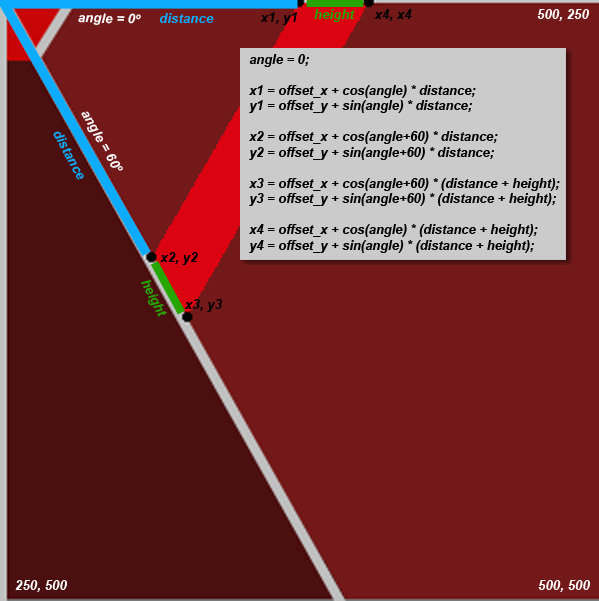 angle = 0º distance x1, y1 height x4, x4 500, 250
angle = 0;
x1 = offset_x + cos(angle) * distance;
y1 = offset_y + sin(angle) * distance;
x2 = offset_x + cos(angle+60) * distance;
y2 = offset_y + sin(angle+60) * distance;
x3 = offset_x + cos(angle+60) * (distance + height);
y3 = offset_y + sin(angle+60) * (distance + height);
x4 = offset_x + cos(angle) * (distance + height);
y4 = offset_y + sin(angle) * (distance + height);
angle = 60º
distance
x2, y2
height
x3, y3
250, 500
500, 500